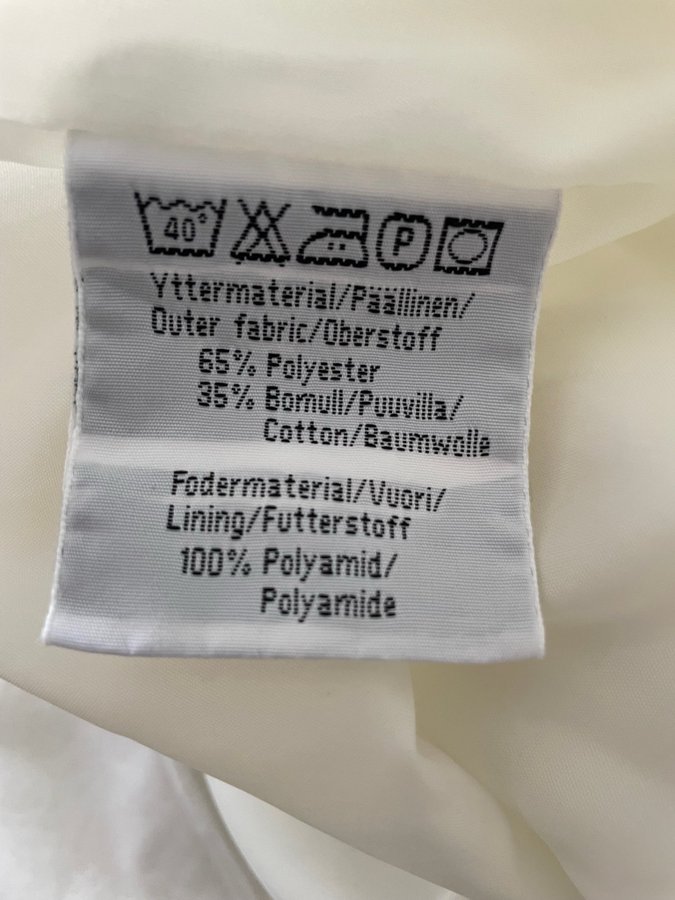 40°
P
Yttermaterial/Päällinen/
Outer fabric/Oberstoff
65% Polyester
35% Bomull/Puuvilla/
Cotton/Baumwolle
Fodermaterial/Vuori/
Lining/Futterstoff
100% Polyamid/
Polyamide